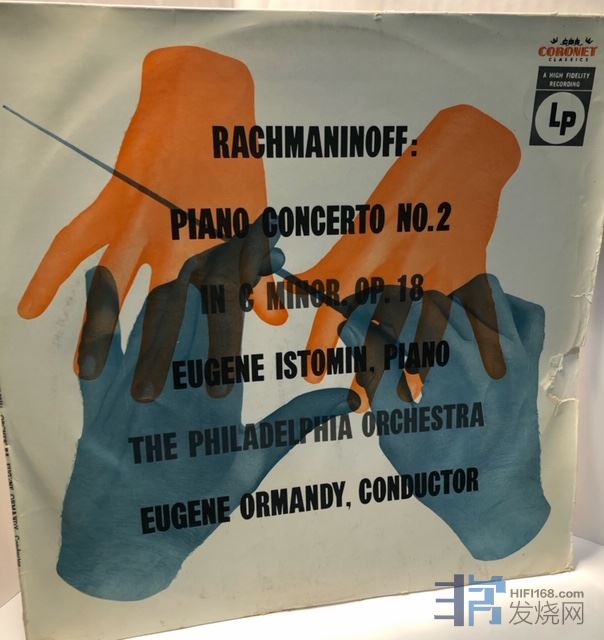 CORONET
CLASSICS
A HIGH FIDELITY
RECORDING
LP
RACHMANINOFF:
PIANO CONCERTO NO.2
IN C MINOR, OP. 18
EUGENE ISTOMIN, PIANO
THE PHILADELPHIA ORCHESTRA
EUGENE ORMANDY, CONDUCTOR
HIFI168.com
发烧网